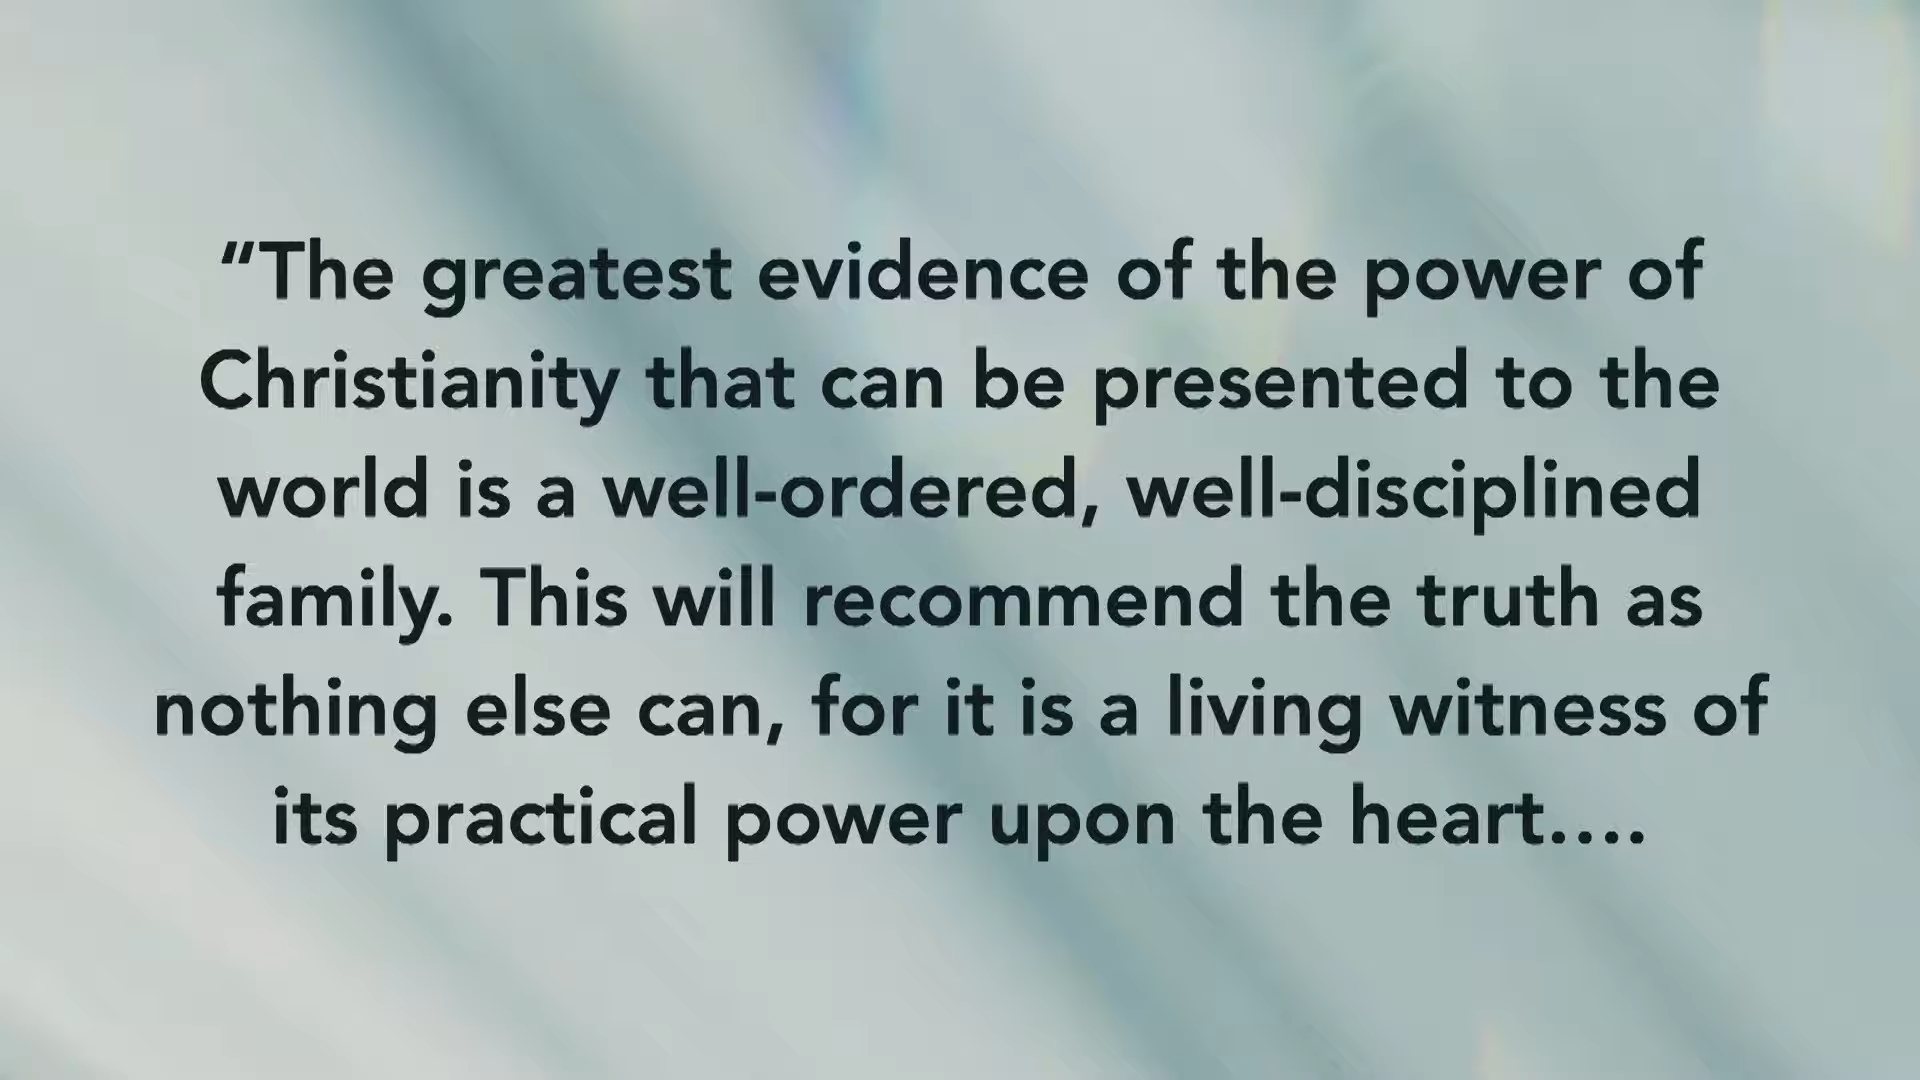 “The greatest evidence of the power of
Christianity that can be presented to the
world is a well-ordered, well-disciplined
family. This will recommend the truth as
nothing else can, for it is a living witness of
its practical power upon the heart….